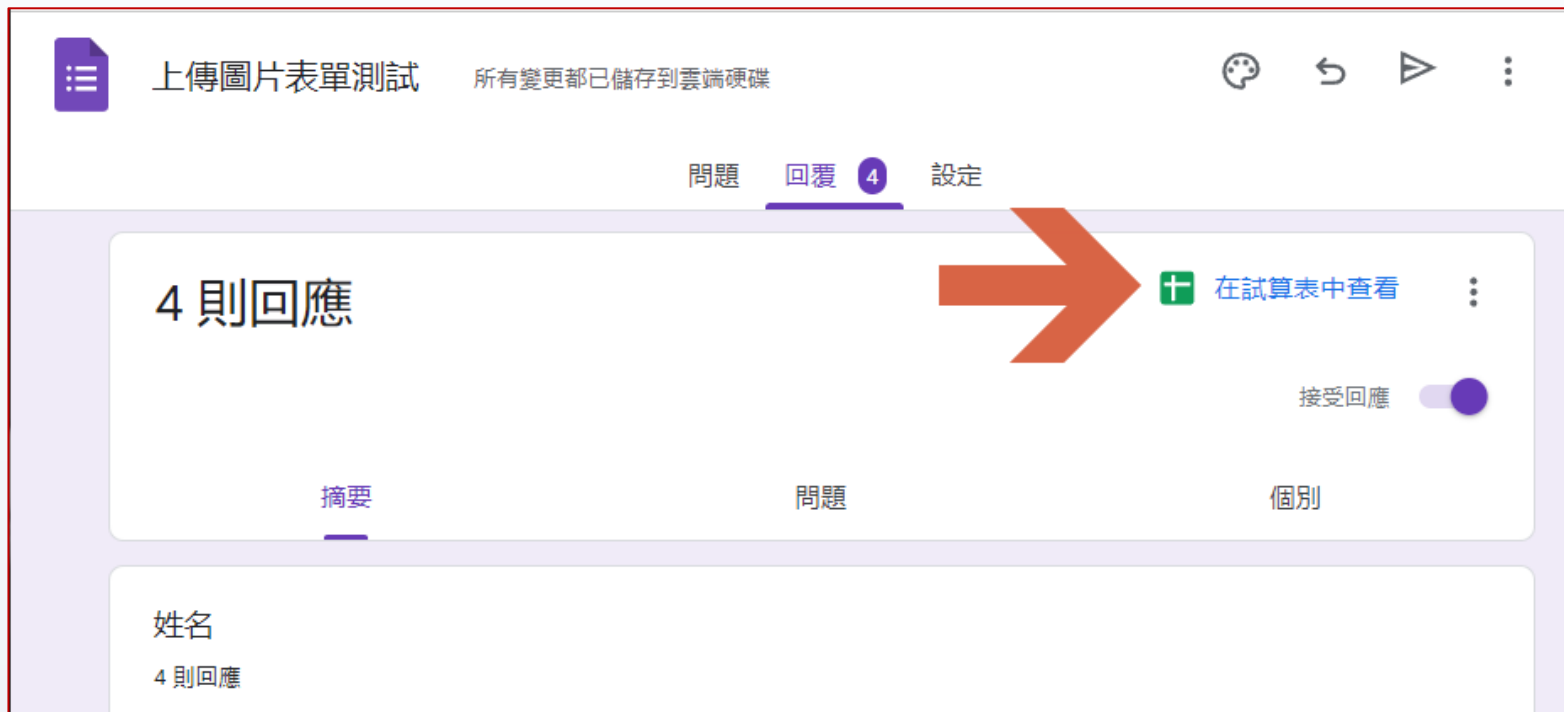 上傳圖片表單測試 所有變更都已儲存到雲端硬碟
問題 回覆 4 設定
4 則回應 在試算表中查看
接受回應
摘要 問題 個別
姓名
4 則回應